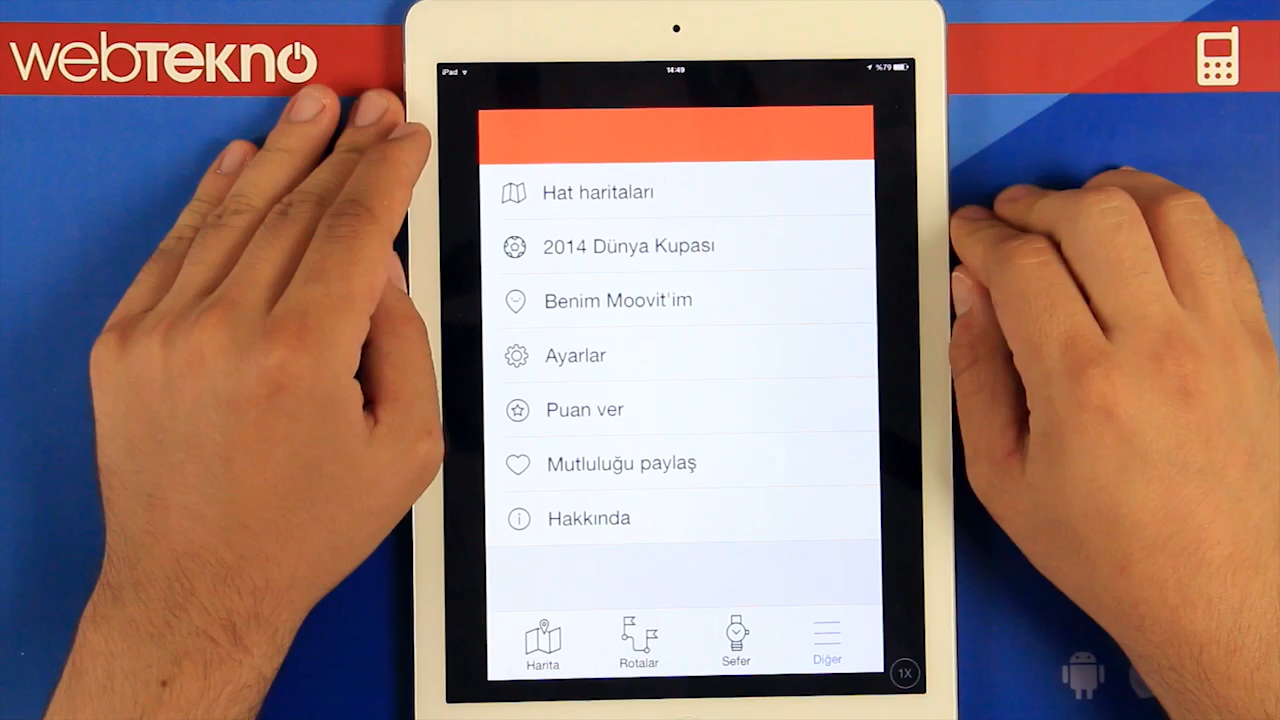 webTEKNO
iPad
14:49
%79
Hat haritaları
2014 Dünya Kupası
Benim Moovit'im
Ayarlar
Puan ver
Mutluluğu paylaş
Hakkında
Harita
Rotalar
Sefer
Diğer
1X